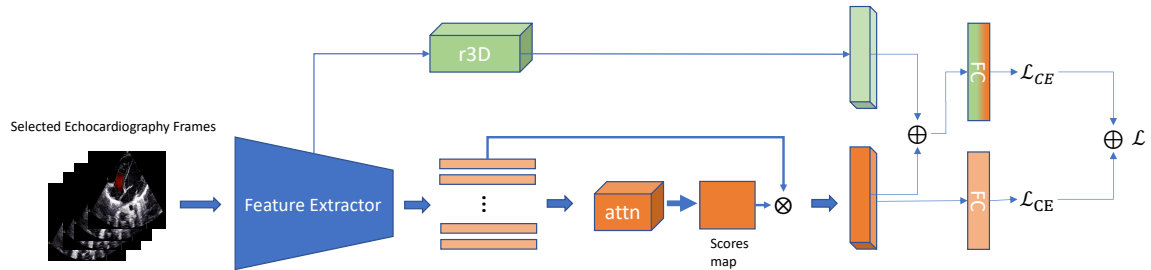 r3D
FC
ℒ_CE
Selected Echocardiography Frames
⊕
⊕ ℒ
Feature Extractor
⋮
attn
⊗
FC
ℒ_CE
Scores
map